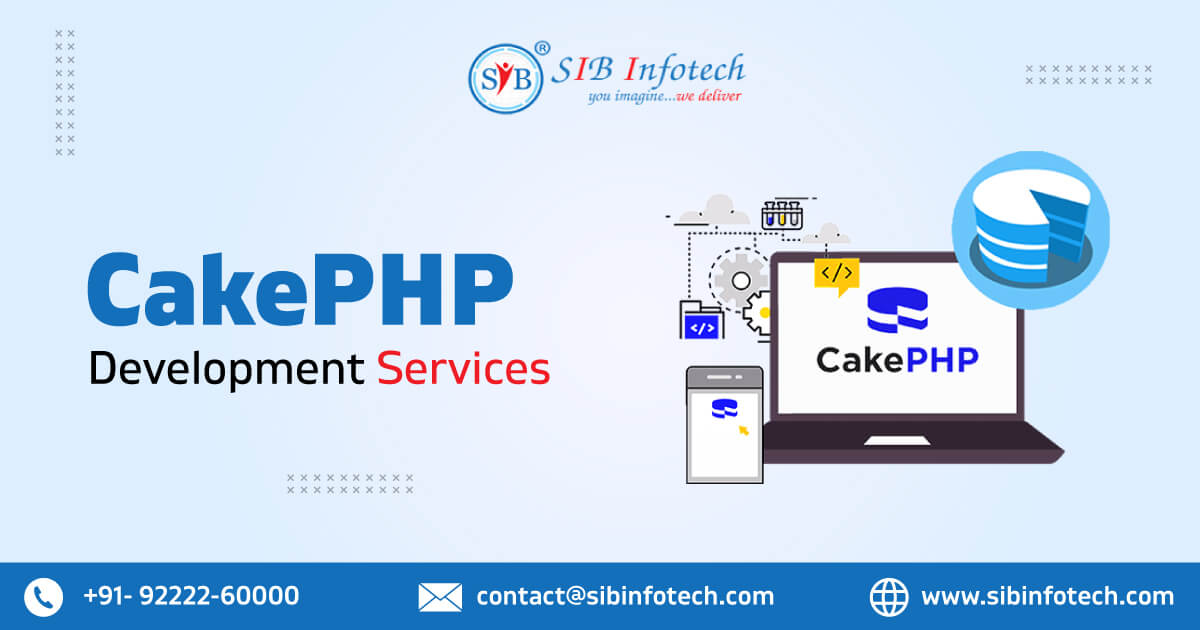 SYB ®
SIB Infotech
you imagine...we deliver
CakePHP
Development Services
</>
</>
CakePHP
+91- 92222-60000
contact@sibinfotech.com
www.sibinfotech.com